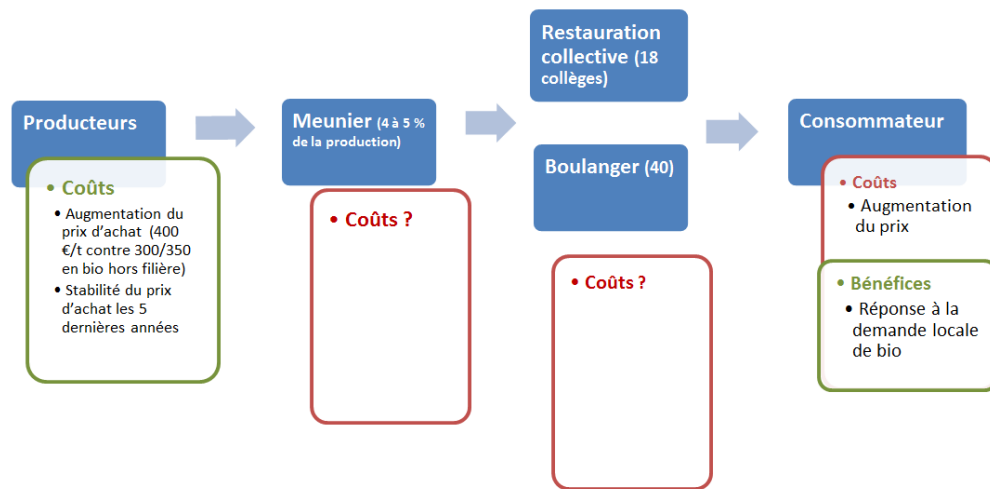 Producteurs
• Coûts
• Augmentation du
prix d'achat (400
€/t contre 300/350
en bio hors filière)
• Stabilité du prix
d'achat les 5
dernières années
Meunier (4 à 5 %
de la production)
• Coûts ?
Restauration
collective (18
collèges)
Boulanger (40)
• Coûts ?
Consommateur
• Coûts
• Augmentation
du prix
• Bénéfices
• Réponse à la
demande locale
de bio